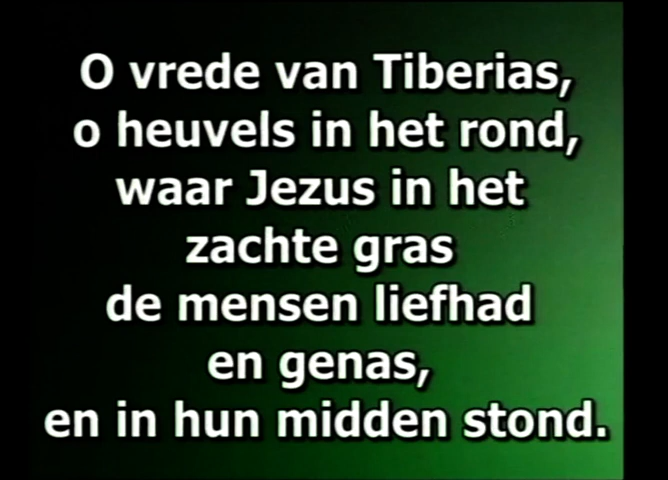 O vrede van Tiberias,
o heuvels in het rond,
waar Jezus in het
zachte gras
de mensen liefhad
en genas,
en in hun midden stond.